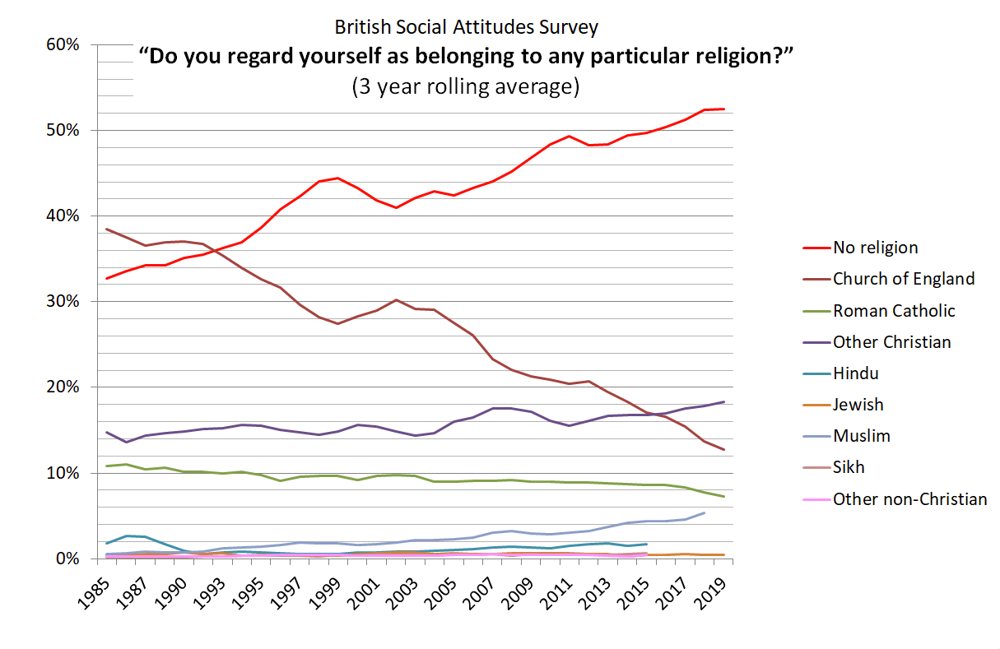 British Social Attitudes Survey
“Do you regard yourself as belonging to any particular religion?”
(3 year rolling average)
60%
50%
40%
30%
20%
10%
0%
1985
1987
1990
1993
1995
1997
1999
2001
2003
2005
2007
2009
2011
2013
2015
2017
2019
No religion
Church of England
Roman Catholic
Other Christian
Hindu
Jewish
Muslim
Sikh
Other non-Christian